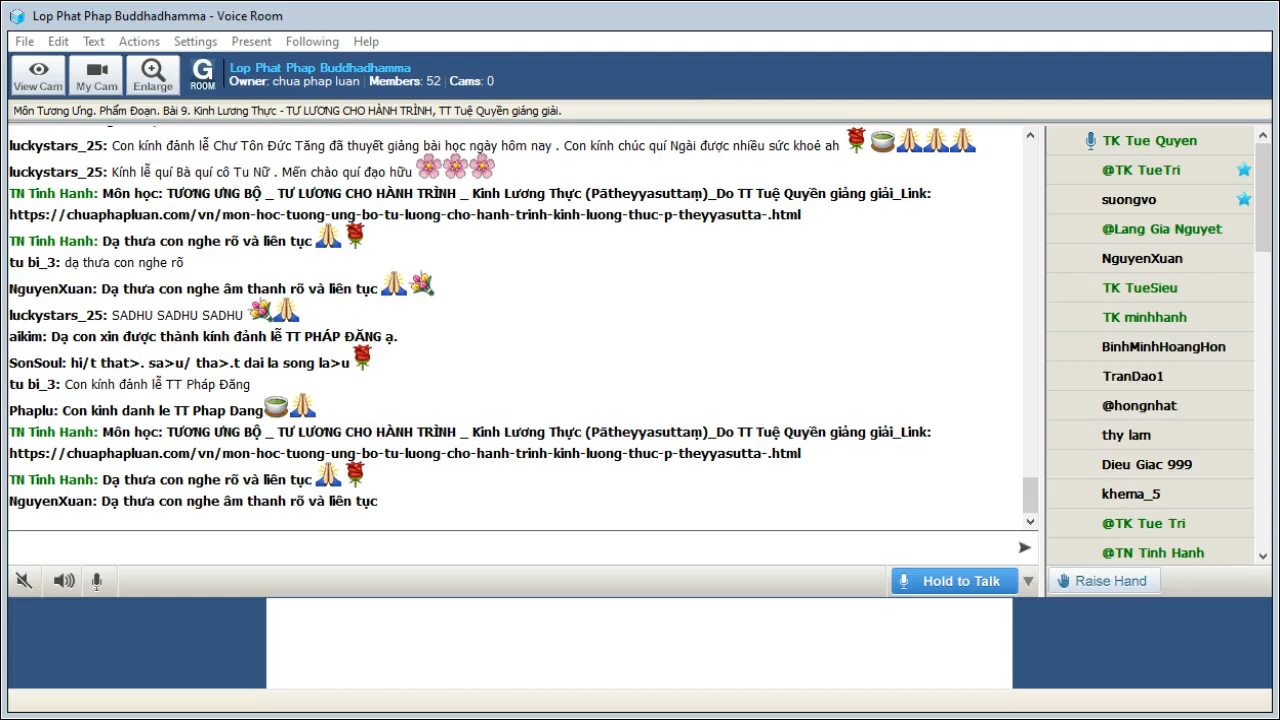 Lop Phat Phap Buddhadhamma - Voice Room
File Edit Text Actions Settings Present Following Help
View Cam My Cam Enlarge G ROOM
Lop Phat Phap Buddhadhamma
Owner: chua phap luan Members: 52 Cams: 0
Môn Tương Ưng. Phẩm Đoạn. Bài 9. Kinh Lương Thực - TƯ LƯƠNG CHO HÀNH TRÌNH, TT Tuệ Quyền giảng giải.
luckystars_25: Con kính đảnh lễ Chư Tôn Đức Tăng đã thuyết giảng bài học ngày hôm nay . Con kính chúc quí Ngài được nhiều sức khoẻ ah
luckystars_25: Kính lễ quí Bà quí cô Tu Nữ . Mến chào quí đạo hữu
TN Tinh Hanh: Môn học: TƯƠNG ƯNG BỘ _ TƯ LƯƠNG CHO HÀNH TRÌNH _ Kinh Lương Thực (Pātheyyasuttaṃ)_Do TT Tuệ Quyền giảng giải_Link:
https://chuaphapluan.com/vn/mon-hoc-tuong-ung-bo-tu-luong-cho-hanh-trinh-kinh-luong-thuc-p-theyyasutta-.html
TN Tinh Hanh: Dạ thưa con nghe rõ và liên tục
tu bi_3: dạ thưa con nghe rõ
NguyenXuan: Dạ thưa con nghe âm thanh rõ và liên tục
luckystars_25: SADHU SADHU SADHU
aikim: Dạ con xin được thành kính đảnh lễ TT PHÁP ĐĂNG ạ.
SonSoul: hi/t that>. sa>u/ tha>.t dai la song la>u
tu bi_3: Con kính đảnh lễ TT Pháp Đăng
Phaplu: Con kinh danh le TT Phap Dang
TN Tinh Hanh: Môn học: TƯƠNG ƯNG BỘ _ TƯ LƯƠNG CHO HÀNH TRÌNH _ Kinh Lương Thực (Pātheyyasuttaṃ)_Do TT Tuệ Quyền giảng giải_Link:
https://chuaphapluan.com/vn/mon-hoc-tuong-ung-bo-tu-luong-cho-hanh-trinh-kinh-luong-thuc-p-theyyasutta-.html
TN Tinh Hanh: Dạ thưa con nghe rõ và liên tục
NguyenXuan: Dạ thưa con nghe âm thanh rõ và liên tục
TK Tue Quyen
@TK TueTri
suongvo
@Lang Gia Nguyet
NguyenXuan
TK TueSieu
TK minhhanh
BinhMinhHoangHon
TranDao1
@hongnhat
thy lam
Dieu Giac 999
khema_5
@TK Tue Tri
@TN Tinh Hanh
Hold to Talk
Raise Hand